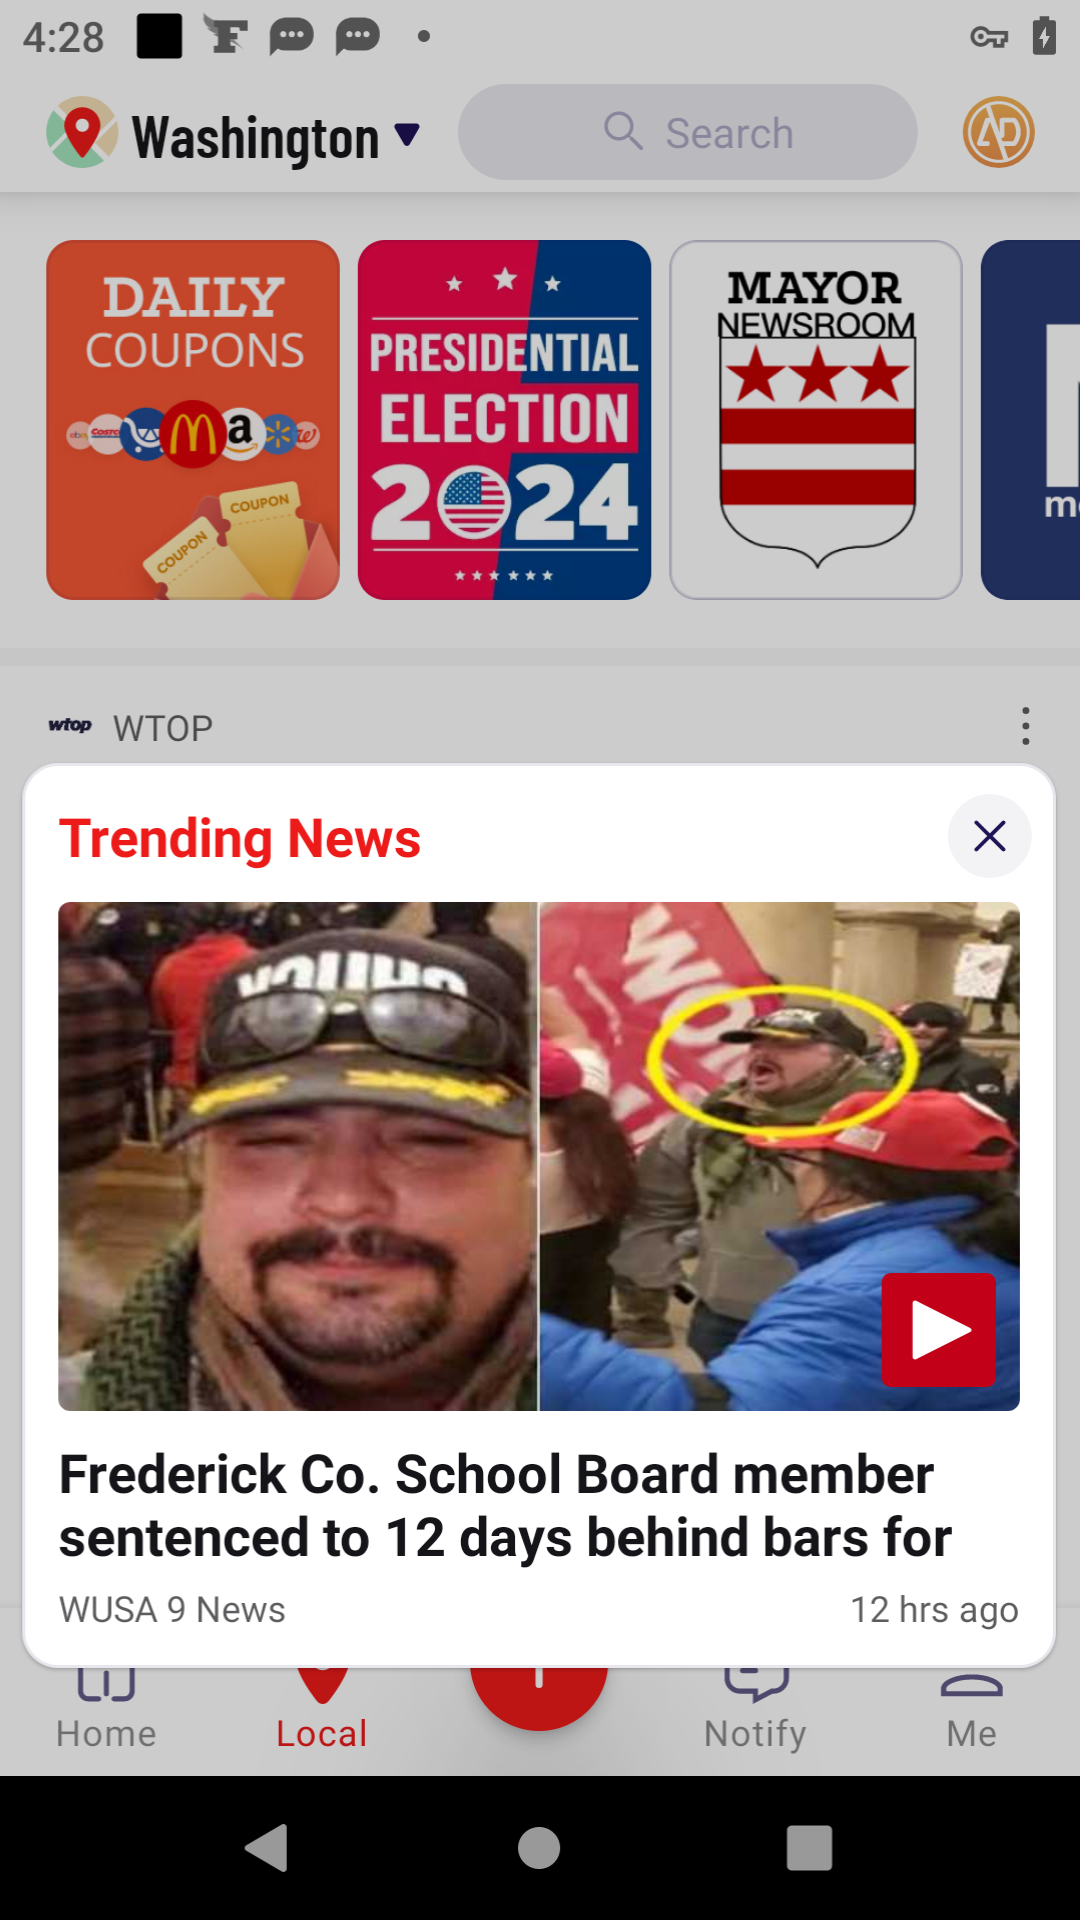 4:28
Washington
Search
DAILY
COUPONS
ebay
Costco
a
COUPON
COUPON
PRESIDENTIAL
ELECTION
2024
MAYOR
NEWSROOM
wtop
WTOP
Trending News
Frederick Co. School Board member
sentenced to 12 days behind bars for
WUSA 9 News
12 hrs ago
Home
Local
Notify
Me